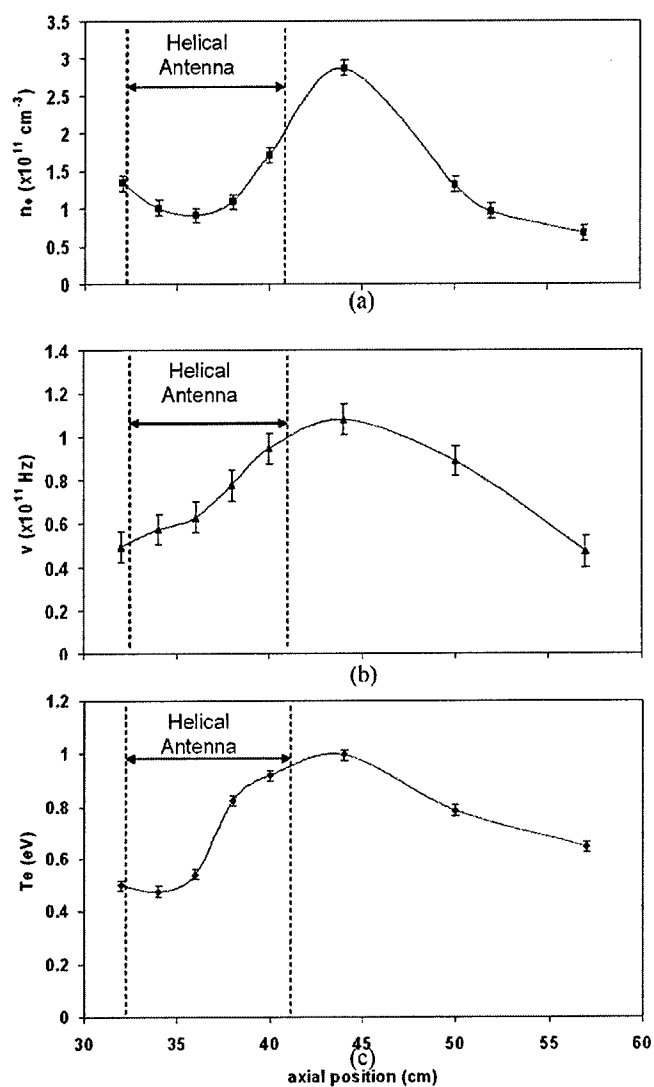 3.5
3
2.5
2
1.5
1
0.5
0
nₑ (x10¹¹ cm⁻³)
Helical
Antenna
(a)
1.4
1.2
1
0.8
0.6
0.4
0.2
0
ν (x10¹¹ Hz)
Helical
Antenna
(b)
1.2
1
0.8
0.6
0.4
0.2
0
Te (eV)
Helical
Antenna
30 35 40 45 50 55 60
(c)
axial position (cm)